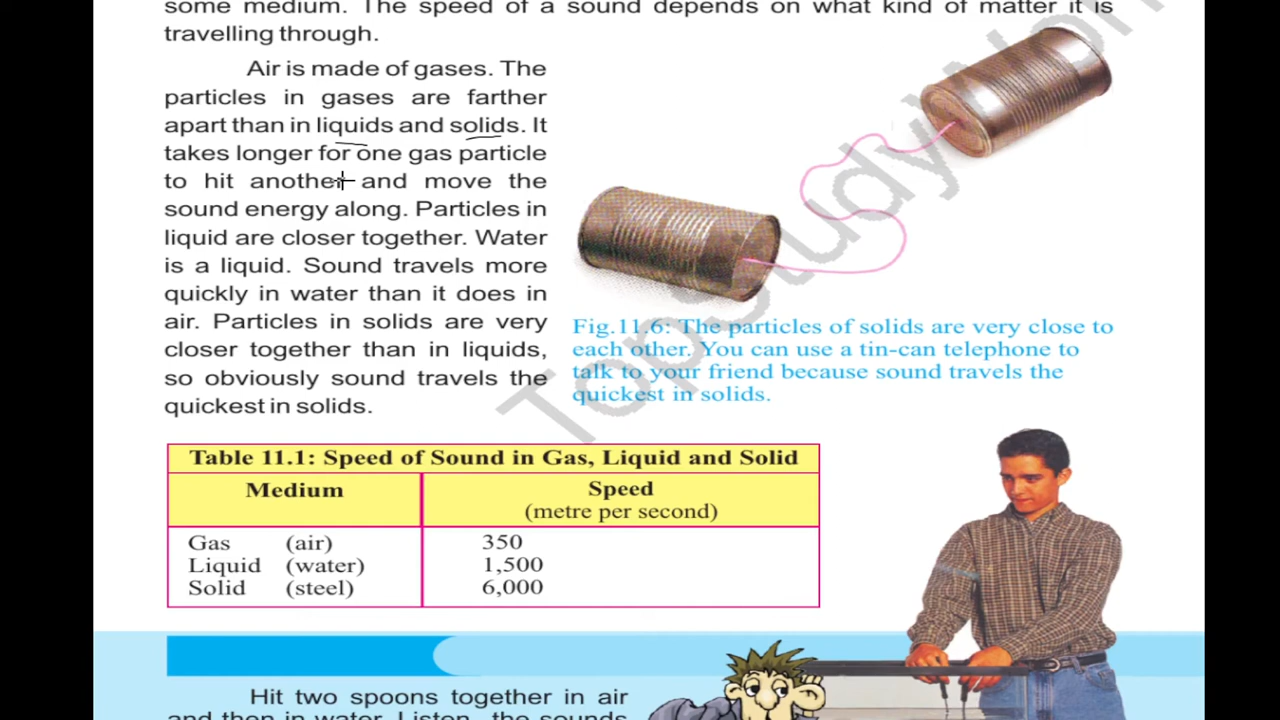 some medium. The speed of a sound depends on what kind of matter it is
travelling through.
Air is made of gases. The
particles in gases are farther
apart than in liquids and solids. It
takes longer for one gas particle
to hit another and move the
sound energy along. Particles in
liquid are closer together. Water
is a liquid. Sound travels more
quickly in water than it does in
air. Particles in solids are very
closer together than in liquids,
so obviously sound travels the
quickest in solids.
Fig.11.6: The particles of solids are very close to
each other. You can use a tin-can telephone to
talk to your friend because sound travels the
quickest in solids.
Table 11.1: Speed of Sound in Gas, Liquid and Solid
Medium Speed
(metre per second)
Gas (air) 350
Liquid (water) 1,500
Solid (steel) 6,000
Hit two spoons together in air
and then in water. Listen, the sounds